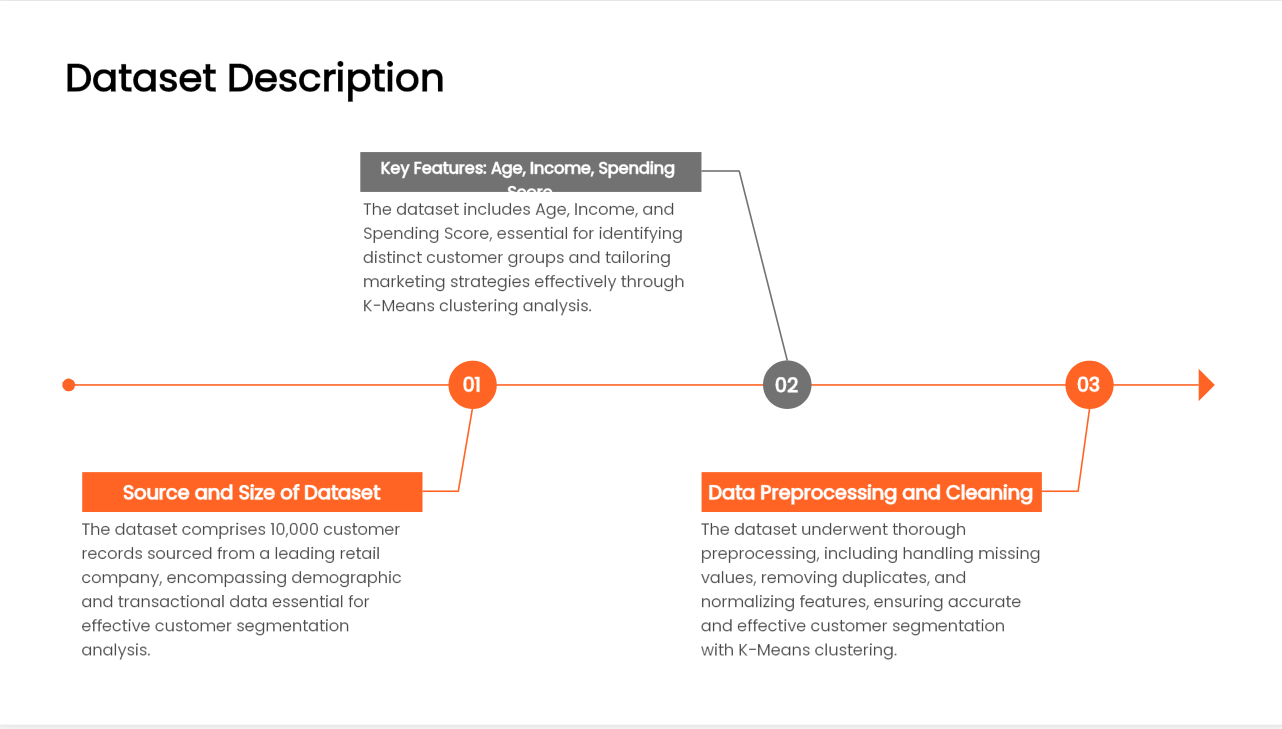 Dataset Description
Key Features: Age, Income, Spending
Score
The dataset includes Age, Income, and
Spending Score, essential for identifying
distinct customer groups and tailoring
marketing strategies effectively through
K-Means clustering analysis.
01
02
03
Source and Size of Dataset
The dataset comprises 10,000 customer
records sourced from a leading retail
company, encompassing demographic
and transactional data essential for
effective customer segmentation
analysis.
Data Preprocessing and Cleaning
The dataset underwent thorough
preprocessing, including handling missing
values, removing duplicates, and
normalizing features, ensuring accurate
and effective customer segmentation
with K-Means clustering.